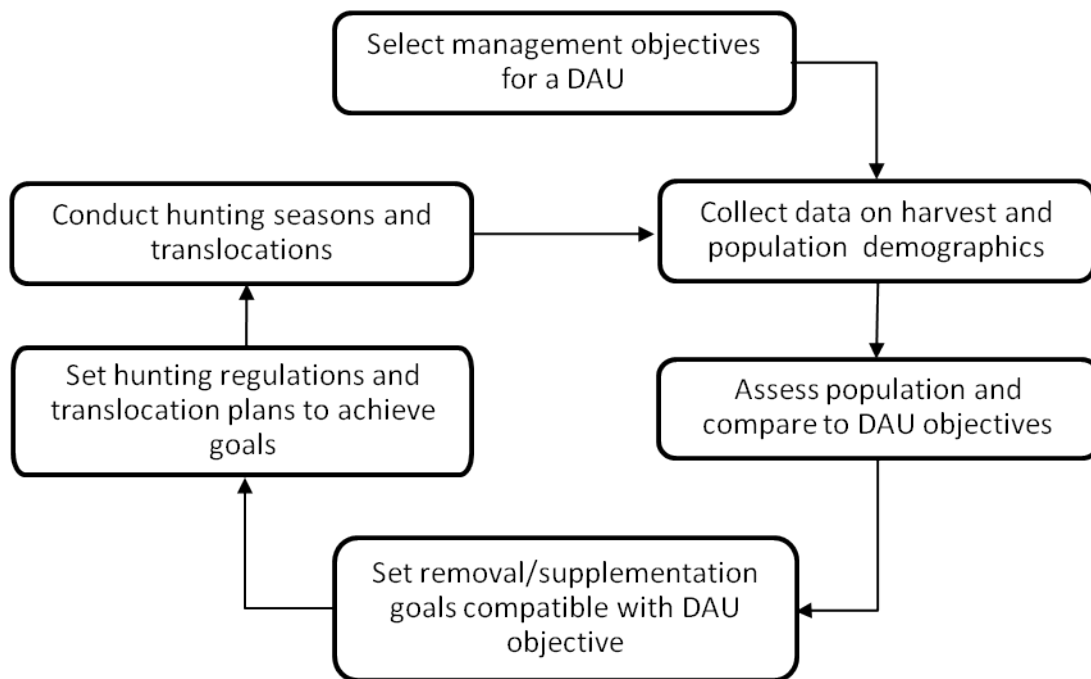 Select management objectives
for a DAU
Collect data on harvest and
population demographics
Assess population and
compare to DAU objectives
Set removal/supplementation
goals compatible with DAU
objective
Set hunting regulations and
translocation plans to achieve
goals
Conduct hunting seasons and
translocations